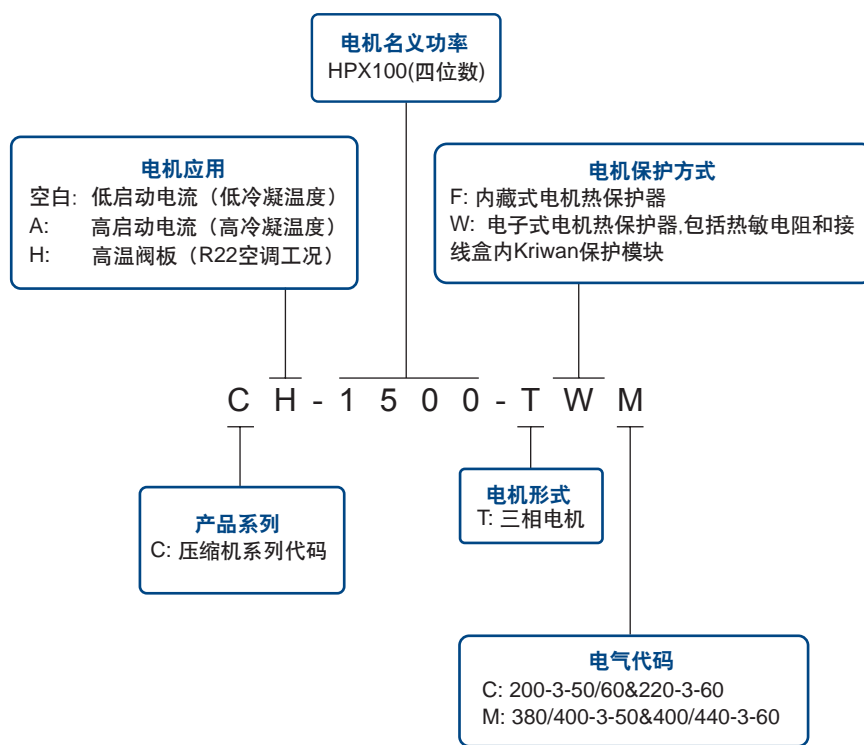 电机名义功率
HPX100(四位数)
电机应用
空白: 低启动电流（低冷凝温度）
A: 高启动电流（高冷凝温度）
H: 高温阀板（R22空调工况）
电机保护方式
F: 内藏式电机热保护器
W: 电子式电机热保护器,包括热敏电阻和接
线盒内Kriwan保护模块
C H - 1 5 0 0 - T W M
产品系列
C: 压缩机系列代码
电机形式
T: 三相电机
电气代码
C: 200-3-50/60&220-3-60
M: 380/400-3-50&400/440-3-60